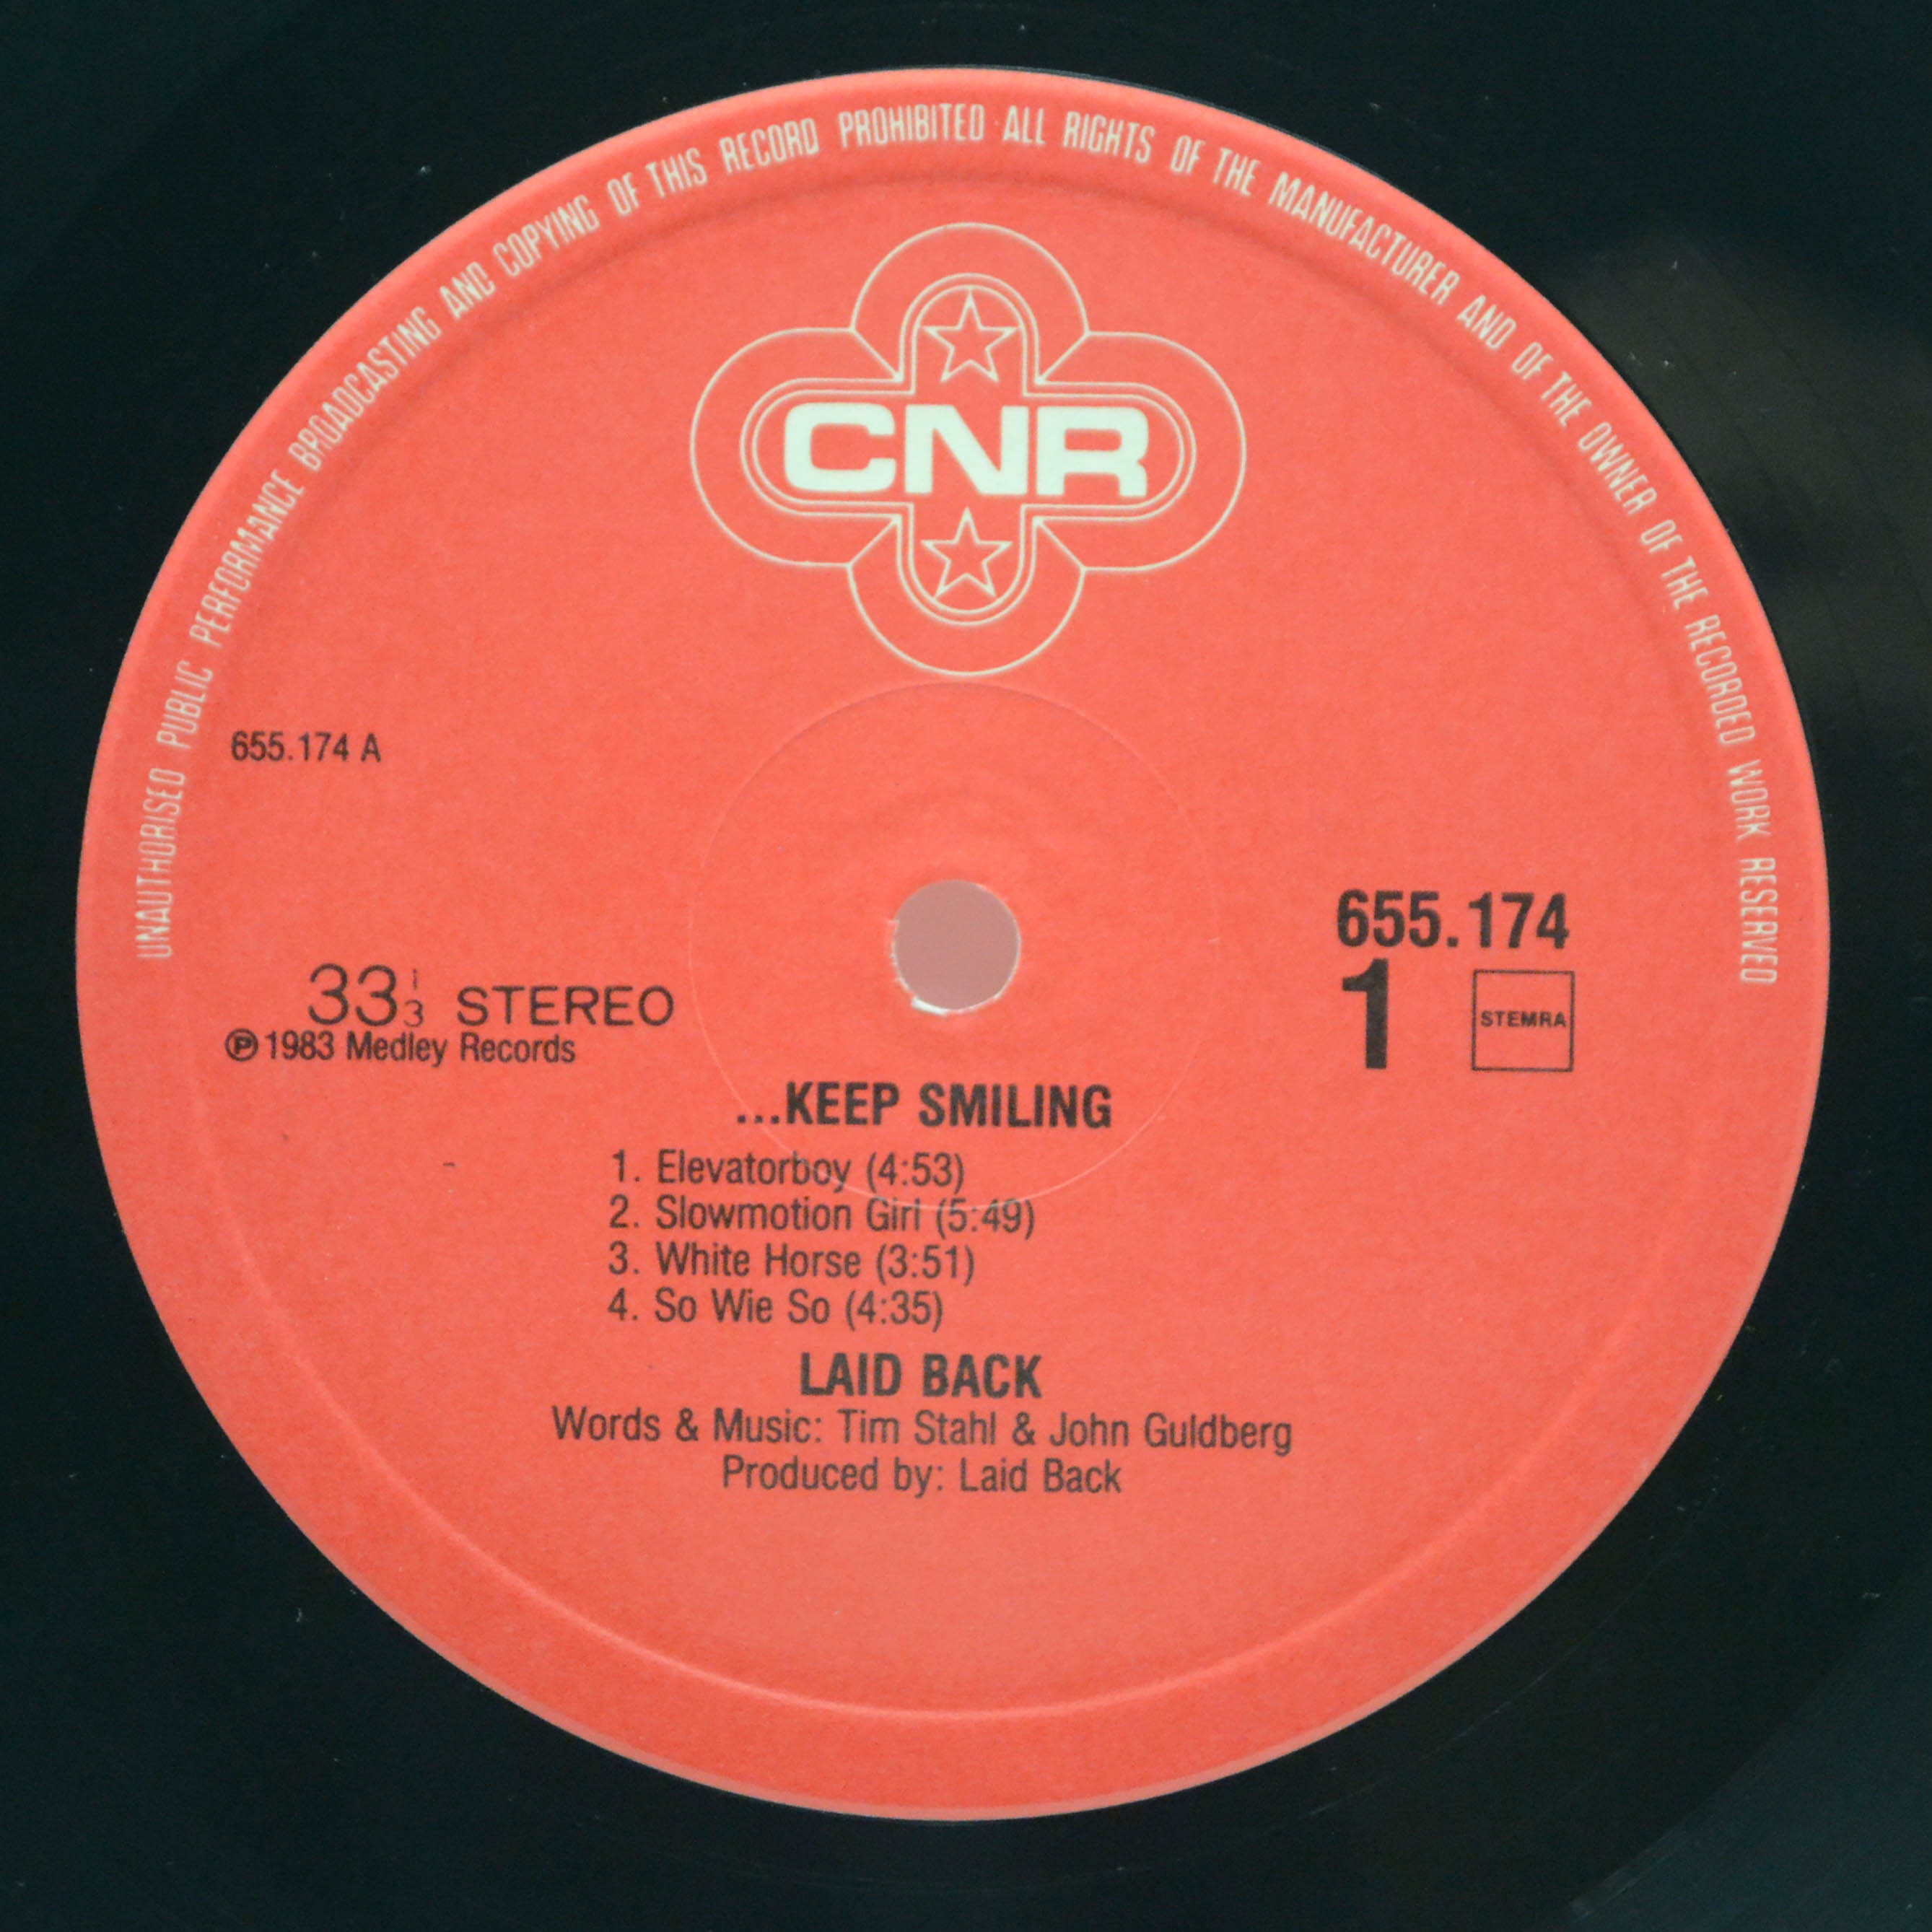 UNAUTHORISED PUBLIC PERFORMANCE BROADCASTING AND COPYING OF THIS RECORD PROHIBITED ALL RIGHTS OF THE MANUFACTURER AND OF THE OWNER OF THE RECORDED WORK RESERVED
CNR
655.174 A
655.174
33 1/3 STEREO
1
STEMRA
℗ 1983 Medley Records
...KEEP SMILING
1. Elevatorboy (4:53)
2. Slowmotion Girl (5:49)
3. White Horse (3:51)
4. So Wie So (4:35)
LAID BACK
Words & Music: Tim Stahl & John Guldberg
Produced by: Laid Back